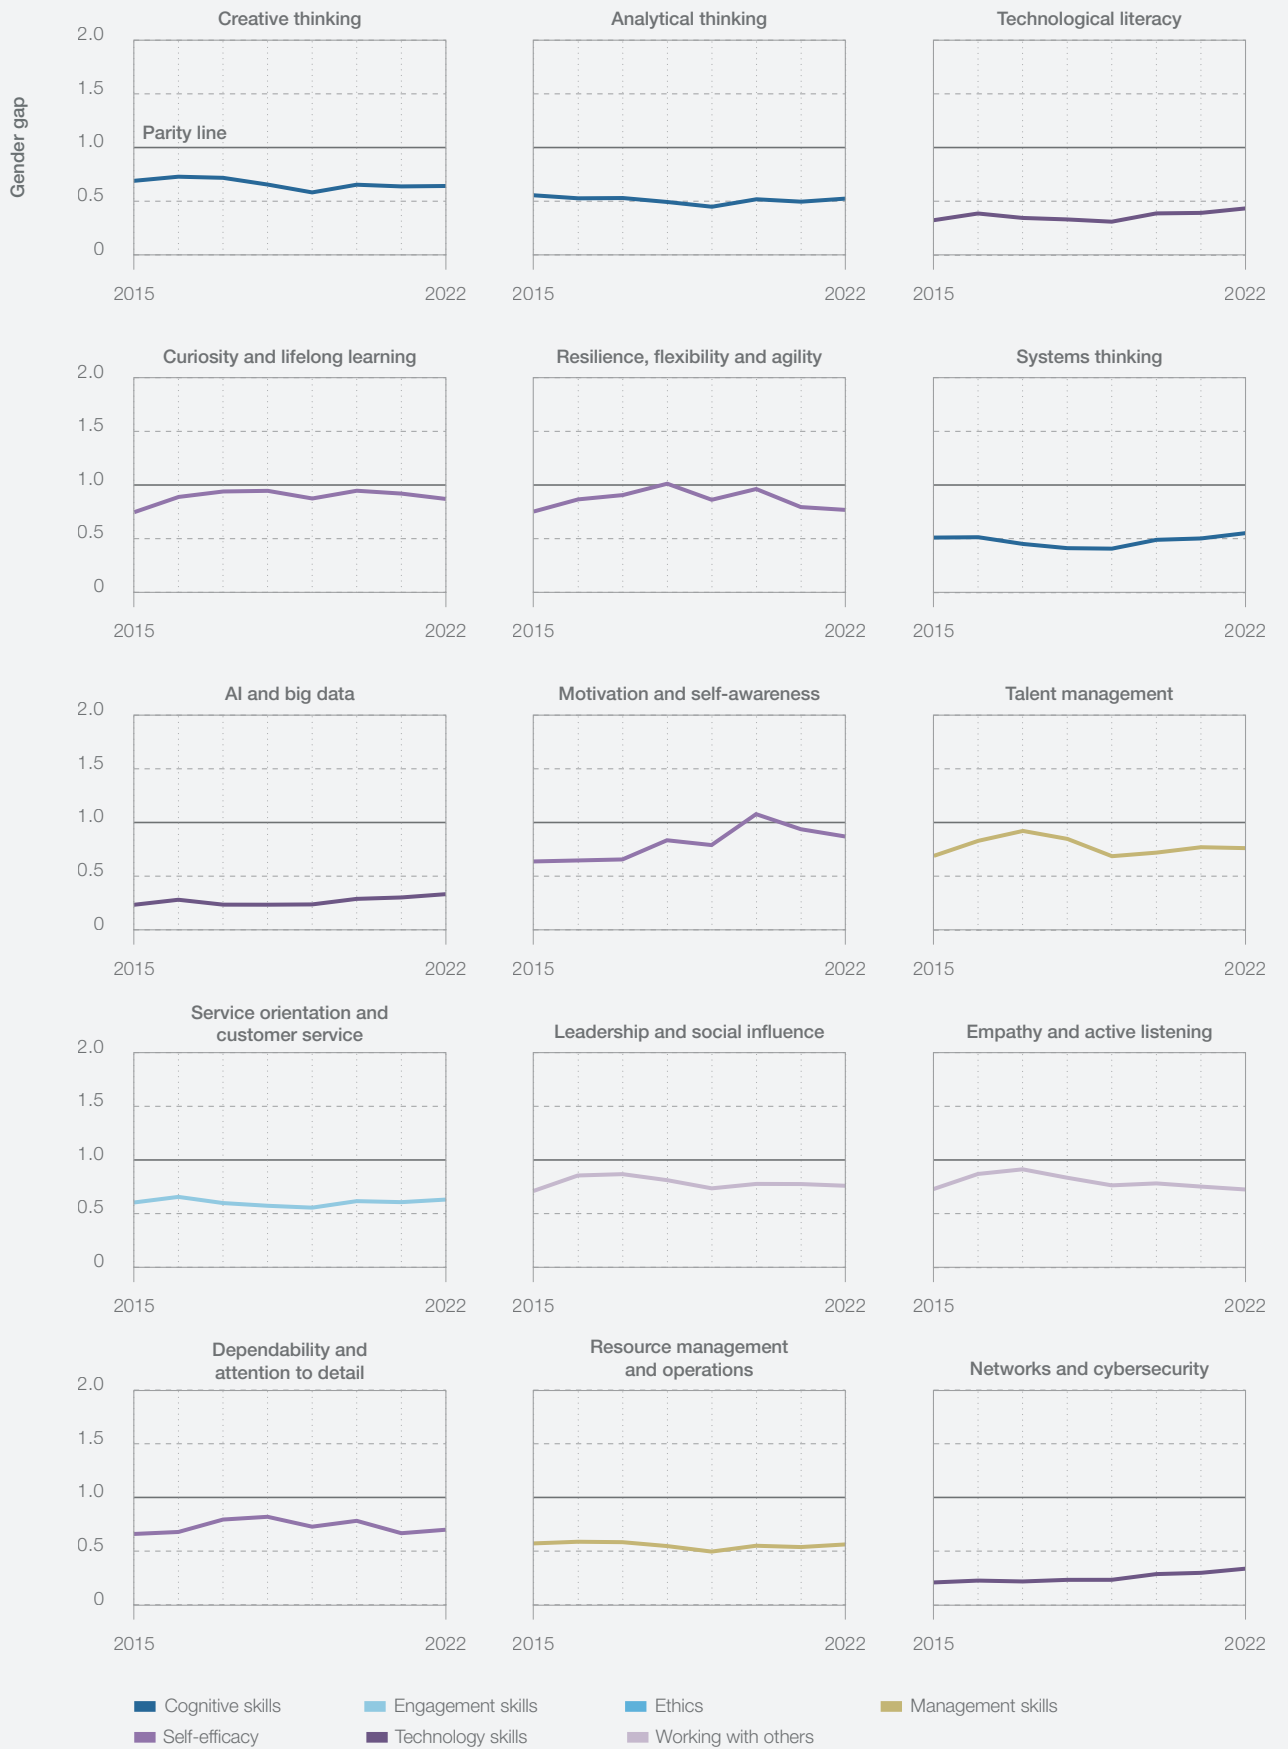 Creative thinking
Analytical thinking
Technological literacy
Gender gap
2.0
1.5
1.0
0.5
0
Parity line
2015
2022
2015
2022
2015
2022
Curiosity and lifelong learning
Resilience, flexibility and agility
Systems thinking
2.0
1.5
1.0
0.5
0
2015
2022
2015
2022
2015
2022
AI and big data
Motivation and self-awareness
Talent management
2.0
1.5
1.0
0.5
0
2015
2022
2015
2022
2015
2022
Service orientation and
customer service
Leadership and social influence
Empathy and active listening
2.0
1.5
1.0
0.5
0
2015
2022
2015
2022
2015
2022
Dependability and
attention to detail
Resource management
and operations
Networks and cybersecurity
2.0
1.5
1.0
0.5
0
2015
2022
2015
2022
2015
2022
Cognitive skills
Engagement skills
Ethics
Management skills
Self-efficacy
Technology skills
Working with others